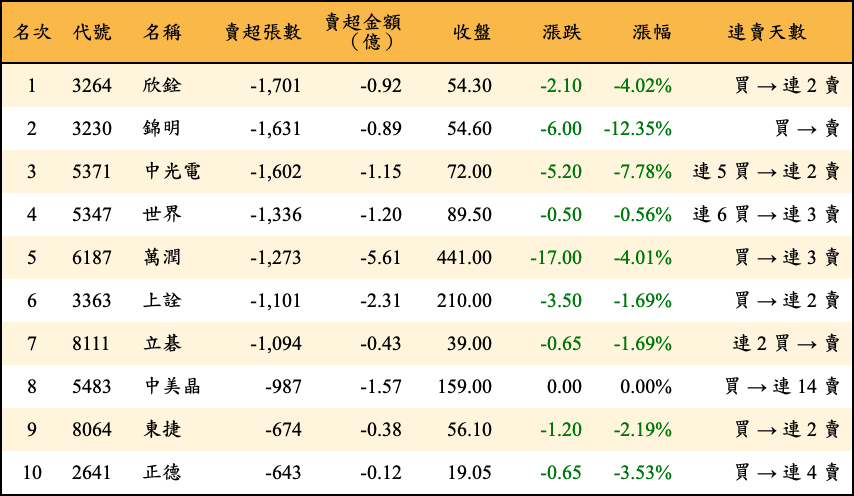 名次 代號 名稱 賣超張數 賣超金額（億） 收盤 漲跌 漲幅 連賣天數
1 3264 欣銓 -1,701 -0.92 54.30 -2.10 -4.02% 買 → 連 2 賣
2 3230 錦明 -1,631 -0.89 54.60 -6.00 -12.35% 買 → 賣
3 5371 中光電 -1,602 -1.15 72.00 -5.20 -7.78% 連 5 買 → 連 2 賣
4 5347 世界 -1,336 -1.20 89.50 -0.50 -0.56% 連 6 買 → 連 3 賣
5 6187 萬潤 -1,273 -5.61 441.00 -17.00 -4.01% 買 → 連 3 賣
6 3363 上詮 -1,101 -2.31 210.00 -3.50 -1.69% 買 → 連 2 賣
7 8111 立碁 -1,094 -0.43 39.00 -0.65 -1.69% 連 2 買 → 賣
8 5483 中美晶 -987 -1.57 159.00 0.00 0.00% 買 → 連 14 賣
9 8064 東捷 -674 -0.38 56.10 -1.20 -2.19% 買 → 連 2 賣
10 2641 正德 -643 -0.12 19.05 -0.65 -3.53% 買 → 連 4 賣